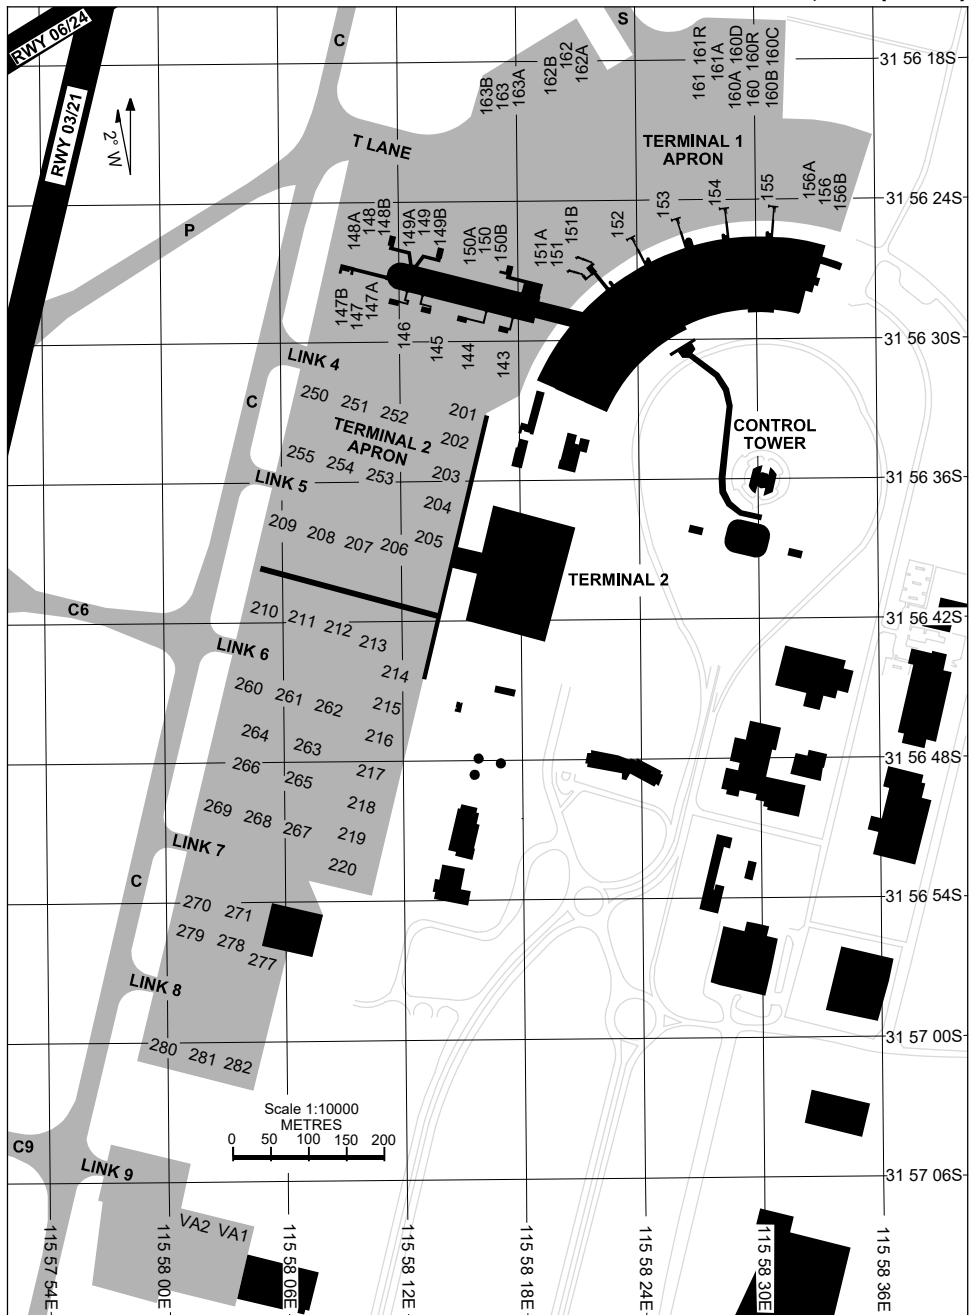 S
C
RWY 06/24
RWY 03/21
2° W
T LANE
P
163B
163
163A
162B
162
162A
161
161R
161A
160A
160D
160
160R
160B
160C
31 56 18S
TERMINAL 1
APRON
156A
156
156B
155
154
153
152
31 56 24S
148A
148
148B
149A
149
149B
150A
150
150B
151A
151
151B
147B
147
147A
146
145
144
143
31 56 30S
LINK 4
C
250
251
252
201
TERMINAL 2
APRON
202
CONTROL
TOWER
255
254
253
203
31 56 36S
LINK 5
204
209
208
207
206
205
TERMINAL 2
C6
210
211
212
213
31 56 42S
LINK 6
214
260
261
262
215
264
263
216
266
265
217
31 56 48S
269
268
267
218
219
LINK 7
220
C
270
271
31 56 54S
279
278
277
LINK 8
280
281
282
31 57 00S
Scale 1:10000
METRES
0 50 100 150 200
C9
LINK 9
31 57 06S
VA2 VA1
115 57 54E
115 58 00E
115 58 06E
115 58 12E
115 58 18E
115 58 24E
115 58 30E
115 58 36E